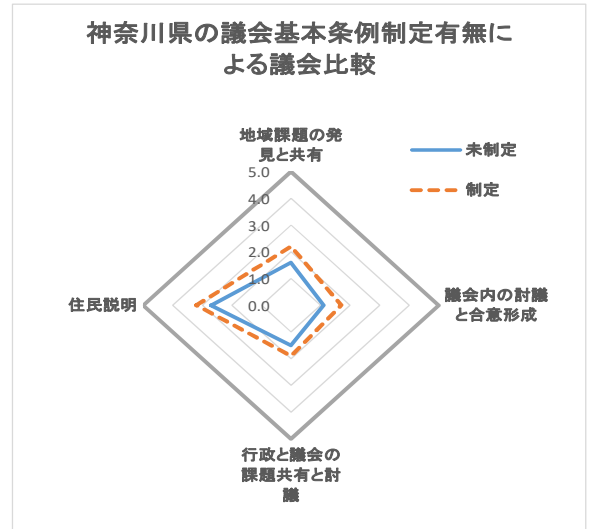 神奈川県の議会基本条例制定有無に
よる議会比較
地域課題の発
見と共有
未制定
制定
5.0
4.0
3.0
2.0
1.0
0.0
議会内の討議
と合意形成
住民説明
行政と議会の
課題共有と討
議